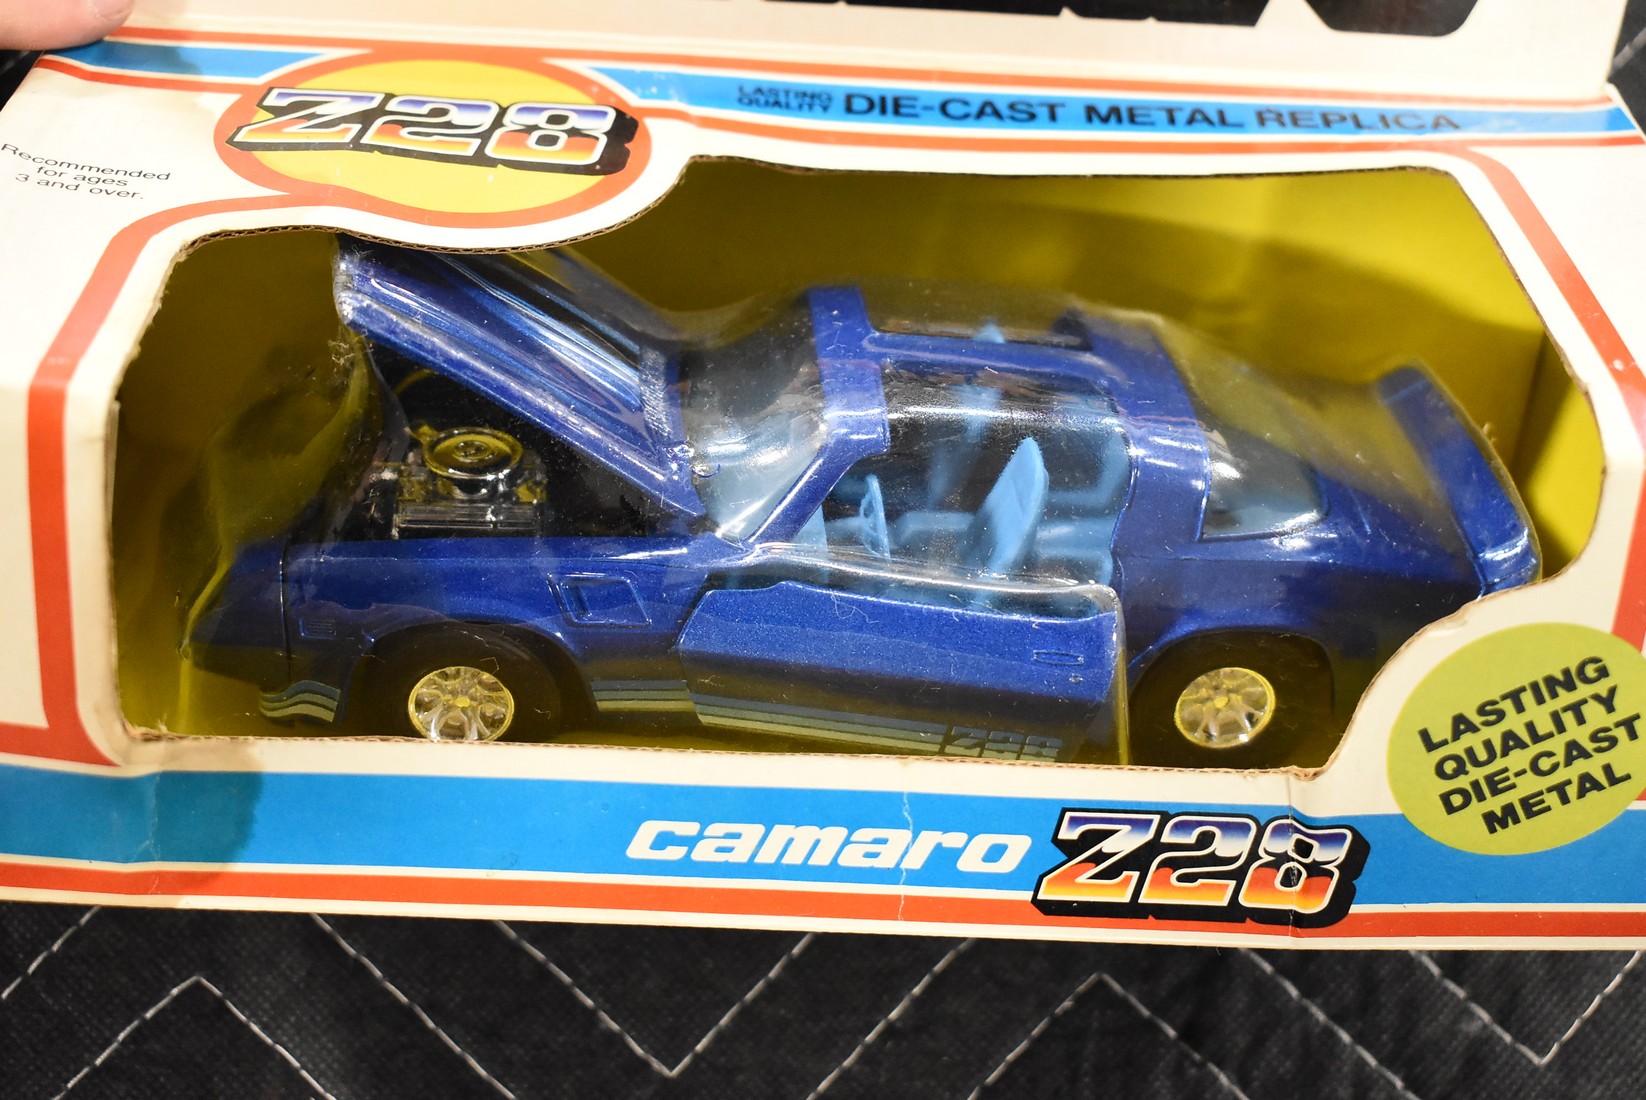 Z28
LASTING
QUALITY DIE-CAST METAL REPLICA
Recommended
for ages
3 and over.
Z28
LASTING
QUALITY
DIE-CAST
METAL
camaro Z28